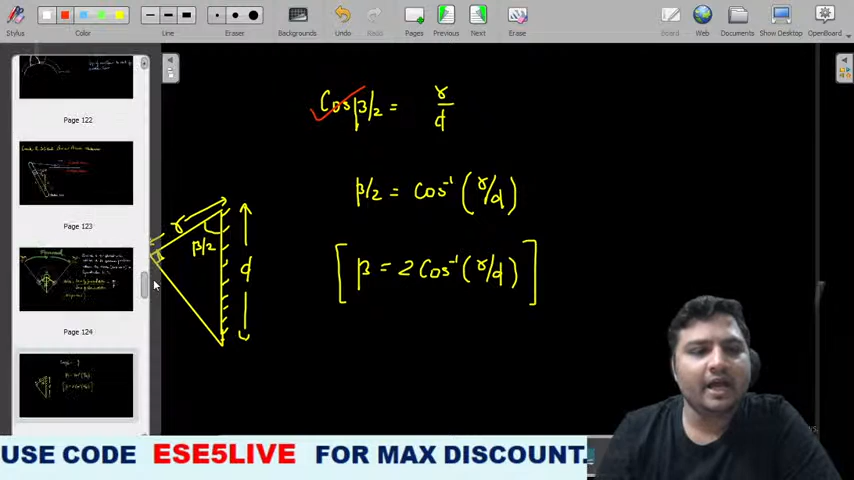 Stylus
Line
Eraser
Backgrounds
Undo
Redo
Pages
Previous
Next
Erase
Board
Web
Documents
Show Desktop
OpenBoard
Page 122
Page 123
Page 124
Cos β/2 = r/d
β/2 = Cos⁻¹ (r/d)
[β = 2 Cos⁻¹ (r/d)]
r
β/2
d
USE CODE ESE5LIVE FOR MAX DISCOUNT.